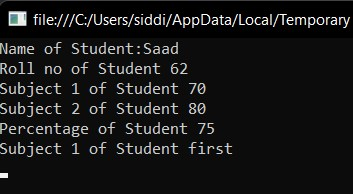 file:///C:/Users/siddi/AppData/Local/Temporary
Name of Student:Saad
Roll no of Student 62
Subject 1 of Student 70
Subject 2 of Student 80
Percentage of Student 75
Subject 1 of Student first